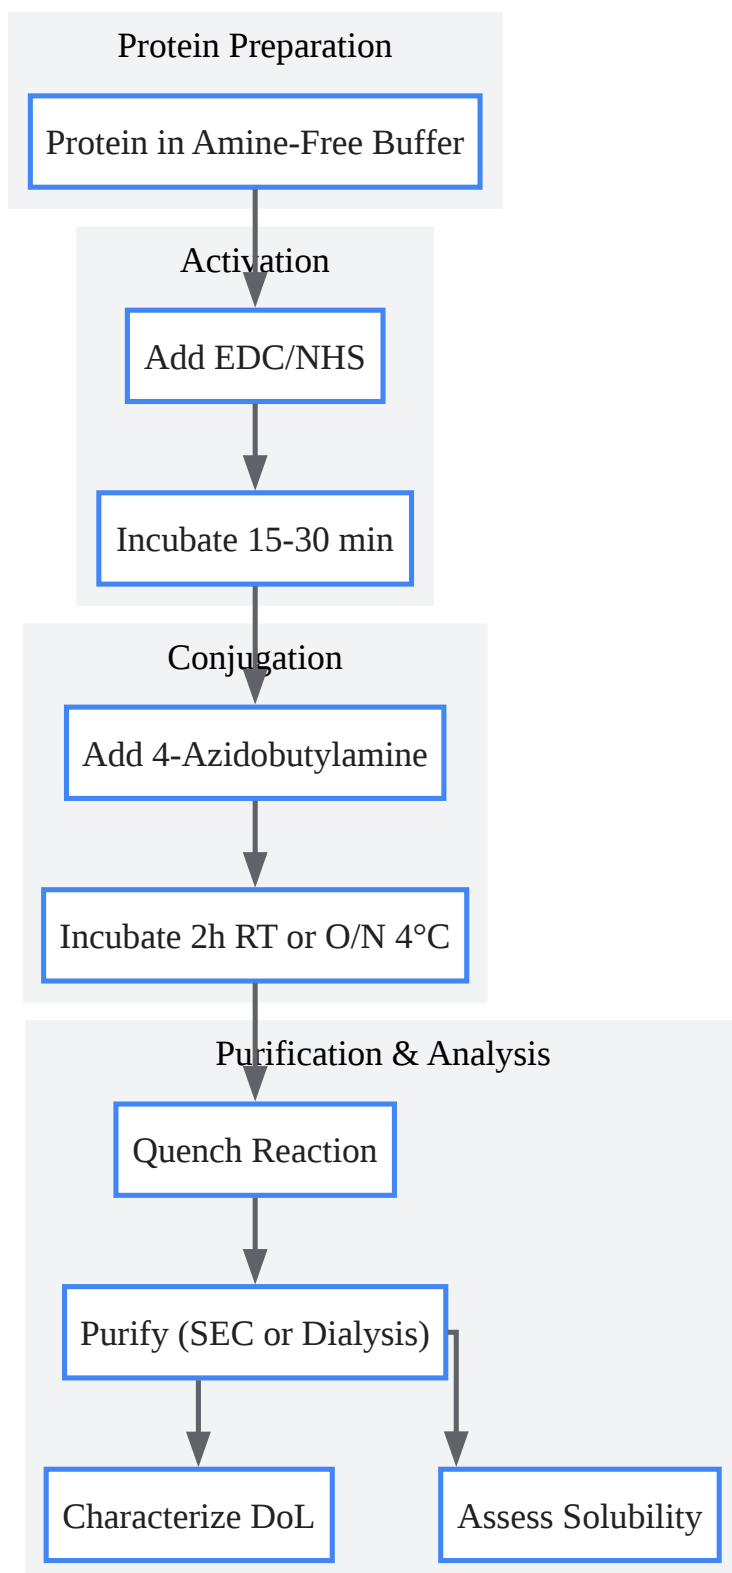 Protein Preparation
Protein in Amine-Free Buffer
Activation
Add EDC/NHS
Incubate 15-30 min
Conjugation
Add 4-Azidobutylamine
Incubate 2h RT or O/N 4°C
Purification & Analysis
Quench Reaction
Purify (SEC or Dialysis)
Characterize DoL
Assess Solubility